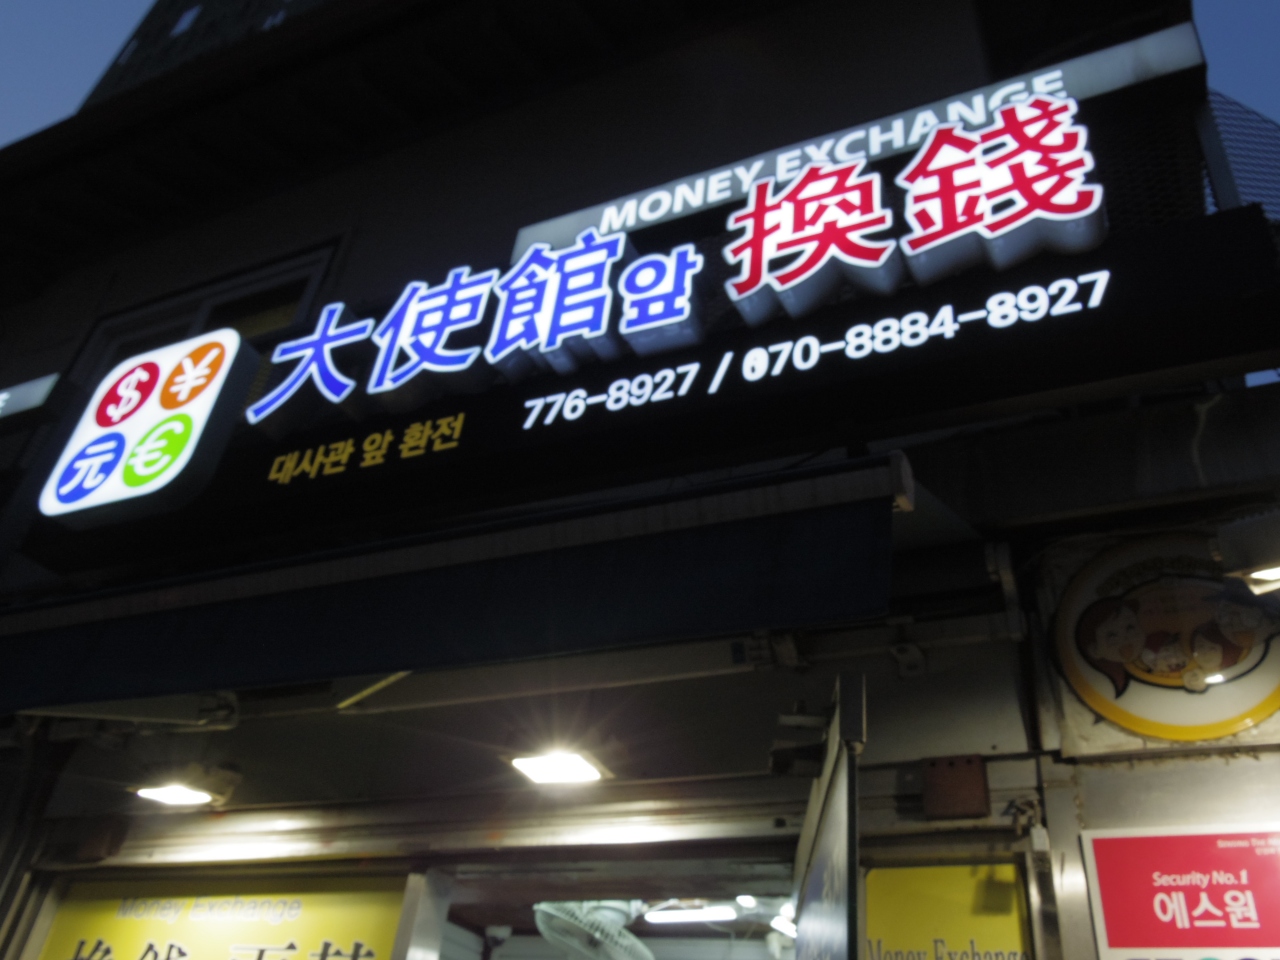 MONEY EXCHANGE
大使館앞 換錢
$ ¥
元 €
776-8927 / 070-8884-8927
대사관 앞 환전
Money Exchange
Money Exchange
Security No. 1
에스원